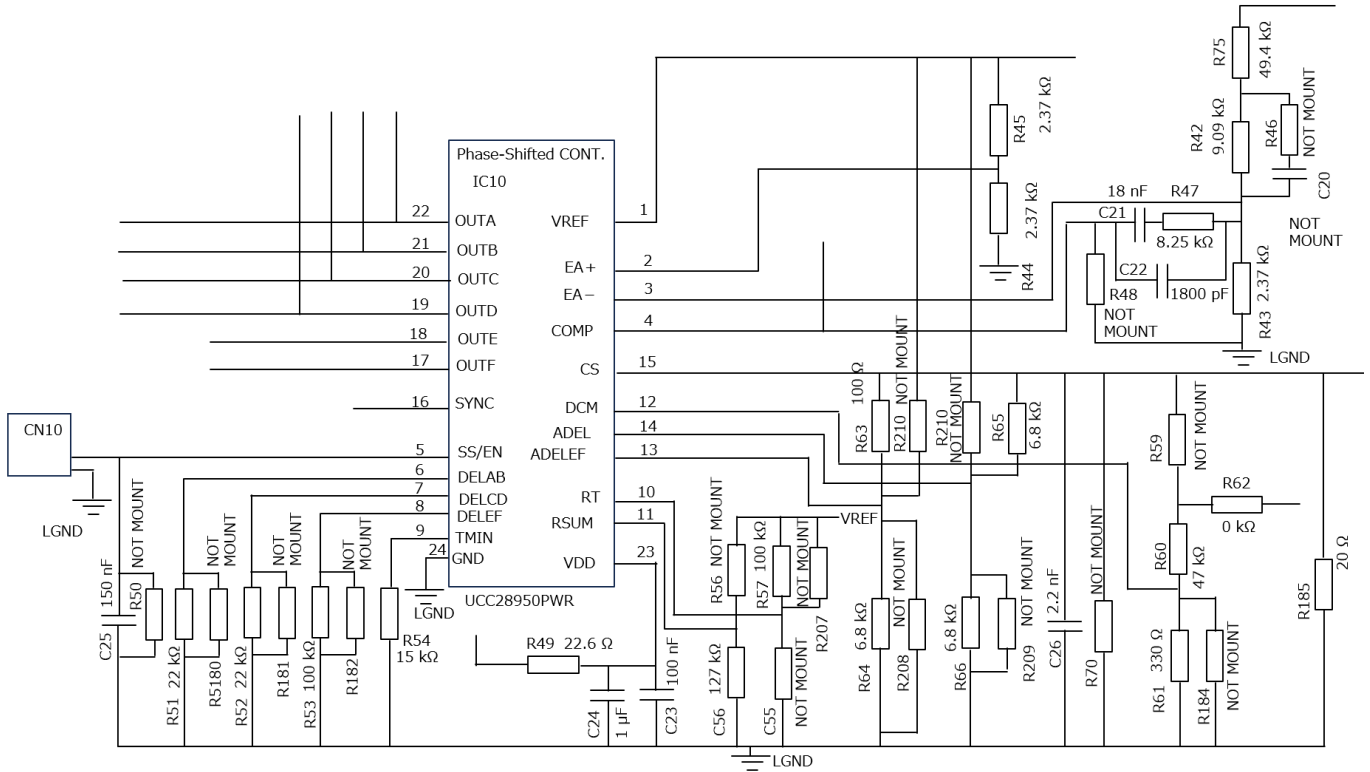 R75
49.4 kΩ
R42
9.09 kΩ
R46
NOT MOUNT
C20
NOT
MOUNT
R45
2.37 kΩ
2.37 kΩ
R44
18 nF
R47
C21
8.25 kΩ
C22
1800 pF
R48
NOT
MOUNT
R43 2.37 kΩ
LGND
Phase-Shifted CONT.
IC10
22 OUTA
21 OUTB
20 OUTC
19 OUTD
18 OUTE
17 OUTF
16 SYNC
5 SS/EN
6 DELAB
7 DELCD
8 DELEF
9 TMIN
24 GND
VREF 1
EA+ 2
EA− 3
COMP 4
CS 15
DCM 12
ADEL 14
ADELEF 13
RT 10
RSUM 11
VDD 23
UCC28950PWR
CN10
LGND
LGND
C25
150 nF
R50
NOT MOUNT
R51 22 kΩ
R5180
NOT
MOUNT
R52 22 kΩ
R181
NOT
MOUNT
R53 100 kΩ
R182
NOT
MOUNT
R54
15 kΩ
R49 22.6 Ω
C24
1 µF
C23
100 nF
VREF
R56 NOT MOUNT
R57 100 kΩ
NOT MOUNT
R207
C56 127 kΩ
C55
NOT MOUNT
R63
100 Ω
R210
NOT MOUNT
R210
NOT MOUNT
R65
6.8 kΩ
R64
6.8 kΩ
R208
NOT MOUNT
R66
6.8 kΩ
R209 NOT MOUNT
C26
2.2 nF
R70
NOT MOUNT
R59
NOT MOUNT
R62
0 kΩ
R60
47 kΩ
R61 330 Ω
R184
NOT MOUNT
R185
20 Ω
LGND